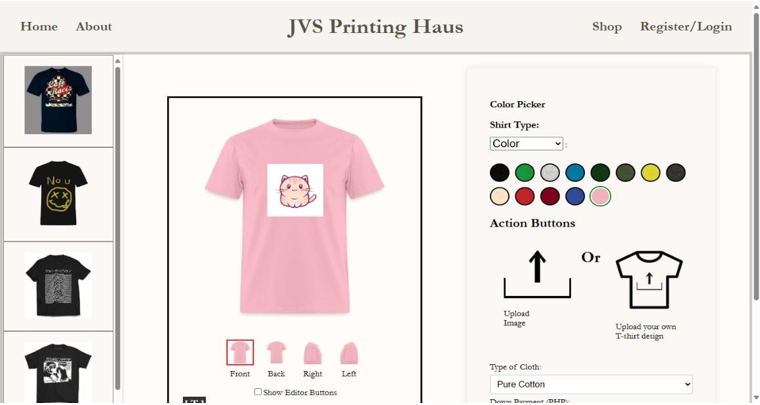 Home
About
JVS Printing Haus
Shop
Register/Login
Cafe
Race
No u
Color Picker
Shirt Type:
Color :
Action Buttons
Or
Upload
Image
Upload your own
T-shirt design
Type of Cloth:
Pure Cotton
Down Payment (PHP):
Front
Back
Right
Left
Show Editor Buttons